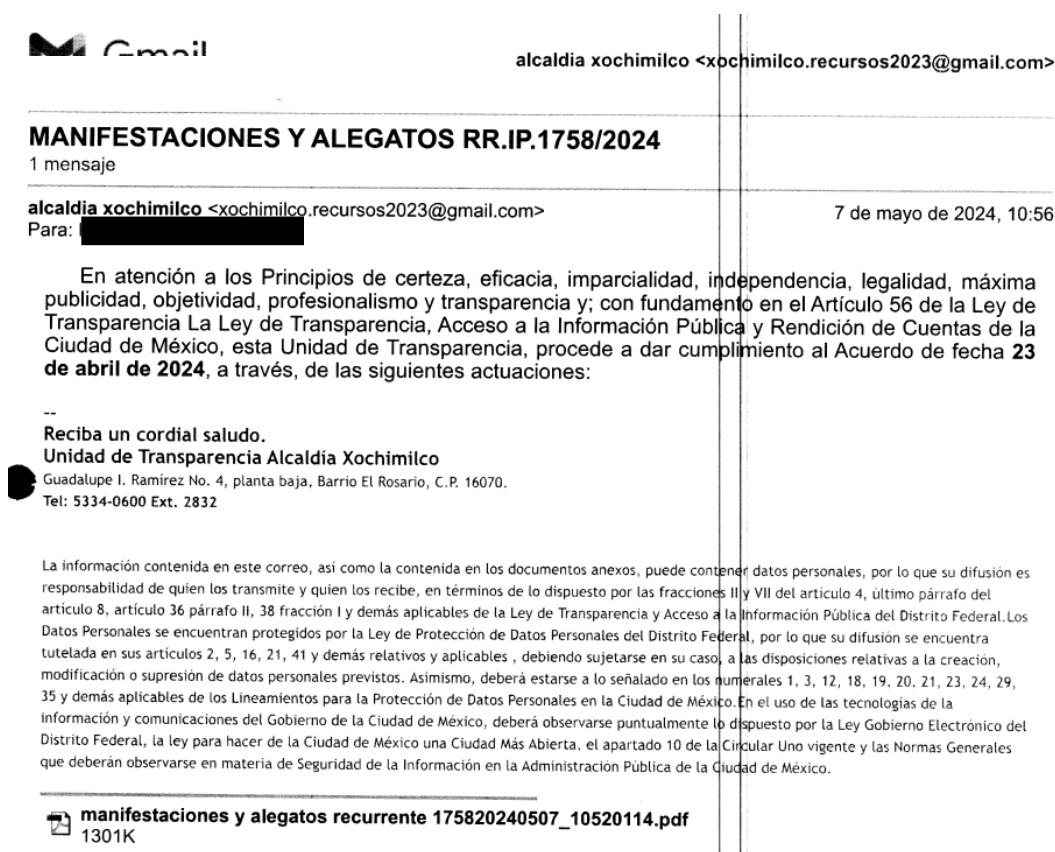 Gmail
alcaldia xochimilco <xochimilco.recursos2023@gmail.com>
MANIFESTACIONES Y ALEGATOS RR.IP.1758/2024
1 mensaje
alcaldia xochimilco <xochimilco.recursos2023@gmail.com>
7 de mayo de 2024, 10:56
Para:
En atención a los Principios de certeza, eficacia, imparcialidad, independencia, legalidad, máxima
publicidad, objetividad, profesionalismo y transparencia y; con fundamento en el Artículo 56 de la Ley de
Transparencia La Ley de Transparencia, Acceso a la Información Pública y Rendición de Cuentas de la
Ciudad de México, esta Unidad de Transparencia, procede a dar cumplimiento al Acuerdo de fecha 23
de abril de 2024, a través, de las siguientes actuaciones:
--
Reciba un cordial saludo.
Unidad de Transparencia Alcaldía Xochimilco
Guadalupe I. Ramírez No. 4, planta baja, Barrio El Rosario, C.P. 16070.
Tel: 5334-0600 Ext. 2832
La información contenida en este correo, así como la contenida en los documentos anexos, puede contener datos personales, por lo que su difusión es
responsabilidad de quien los transmite y quien los recibe, en términos de lo dispuesto por las fracciones II y VII del artículo 4, último párrafo del
artículo 8, artículo 36 párrafo II, 38 fracción I y demás aplicables de la Ley de Transparencia y Acceso a la Información Pública del Distrito Federal.Los
Datos Personales se encuentran protegidos por la Ley de Protección de Datos Personales del Distrito Federal, por lo que su difusión se encuentra
tutelada en sus artículos 2, 5, 16, 21, 41 y demás relativos y aplicables , debiendo sujetarse en su caso, a las disposiciones relativas a la creación,
modificación o supresión de datos personales previstos. Asimismo, deberá estarse a lo señalado en los numerales 1, 3, 12, 18, 19, 20, 21, 23, 24, 29,
35 y demás aplicables de los Lineamientos para la Protección de Datos Personales en la Ciudad de México.En el uso de las tecnologías de la
información y comunicaciones del Gobierno de la Ciudad de México, deberá observarse puntualmente lo dispuesto por la Ley Gobierno Electrónico del
Distrito Federal, la ley para hacer de la Ciudad de México una Ciudad Más Abierta, el apartado 10 de la Circular Uno vigente y las Normas Generales
que deberán observarse en materia de Seguridad de la Información en la Administración Pública de la Ciudad de México.
manifestaciones y alegatos recurrente 175820240507_10520114.pdf
1301K